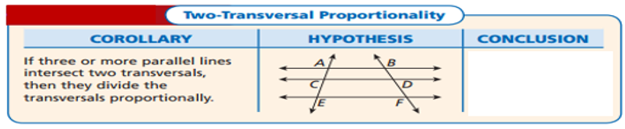 Two-Transversal Proportionality
COROLLARY HYPOTHESIS CONCLUSION
If three or more parallel lines
intersect two transversals,
then they divide the
transversals proportionally.
A B
C D
E F